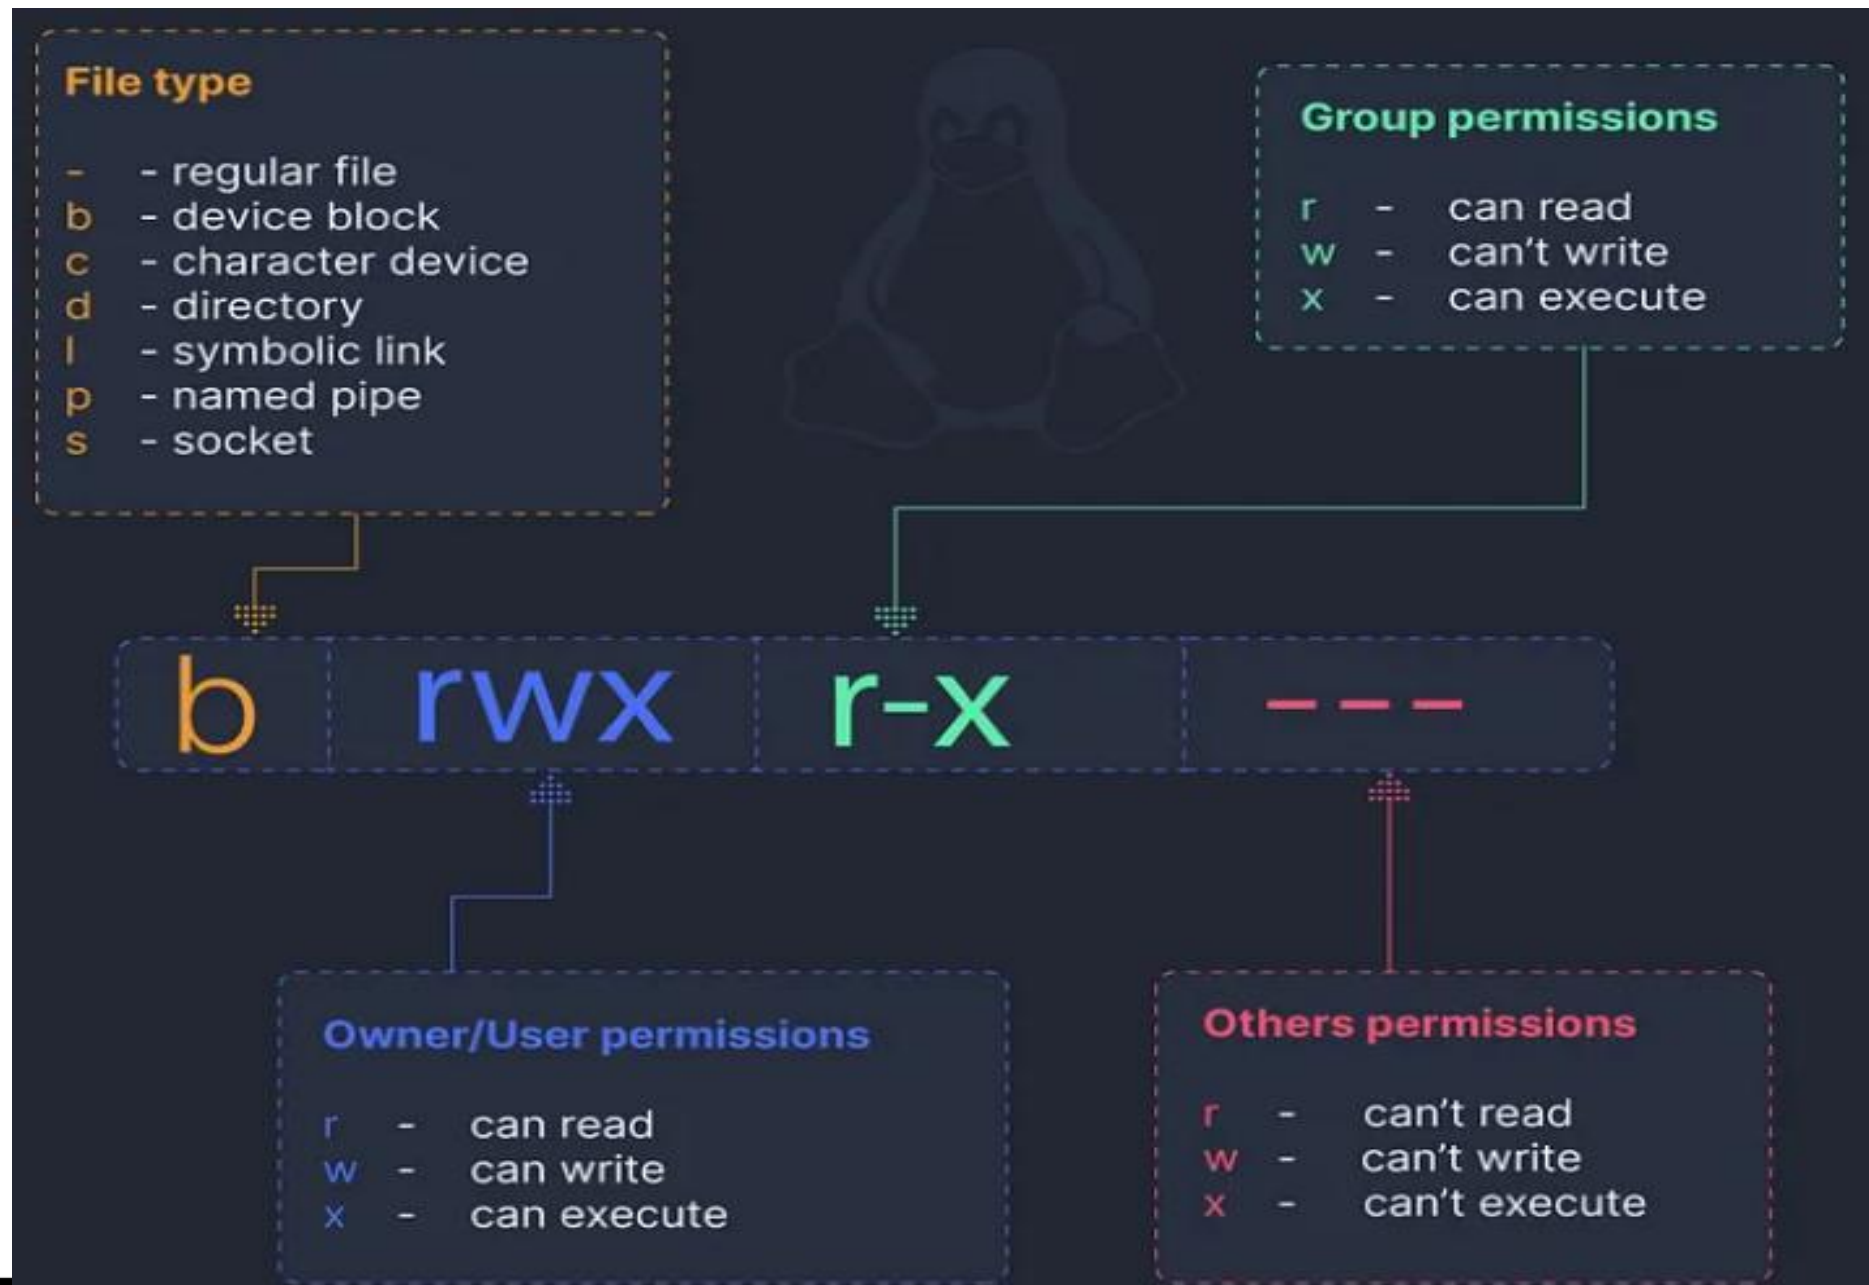 File type
- - regular file
b - device block
c - character device
d - directory
l - symbolic link
p - named pipe
s - socket
Group permissions
r - can read
w - can't write
x - can execute
b rwx r-x ---
Owner/User permissions
r - can read
w - can write
x - can execute
Others permissions
r - can't read
w - can't write
x - can't execute